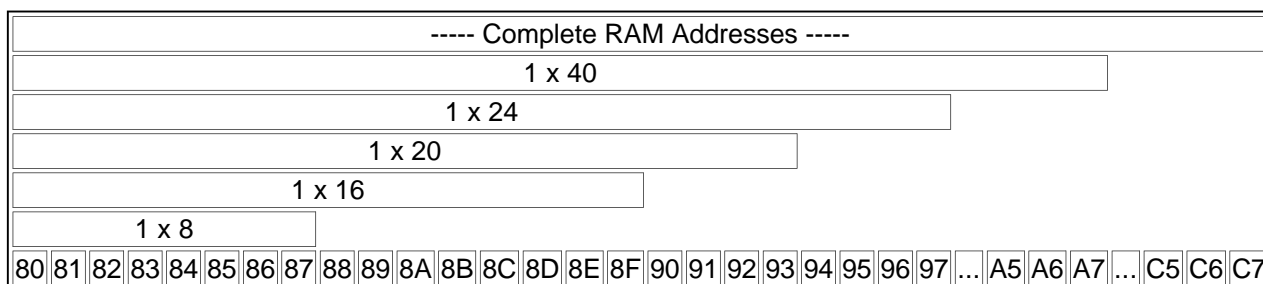 ----- Complete RAM Addresses -----
1 x 40
1 x 24
1 x 20
1 x 16
1 x 8
80 81 82 83 84 85 86 87 88 89 8A 8B 8C 8D 8E 8F 90 91 92 93 94 95 96 97 ... A5 A6 A7 ... C5 C6 C7